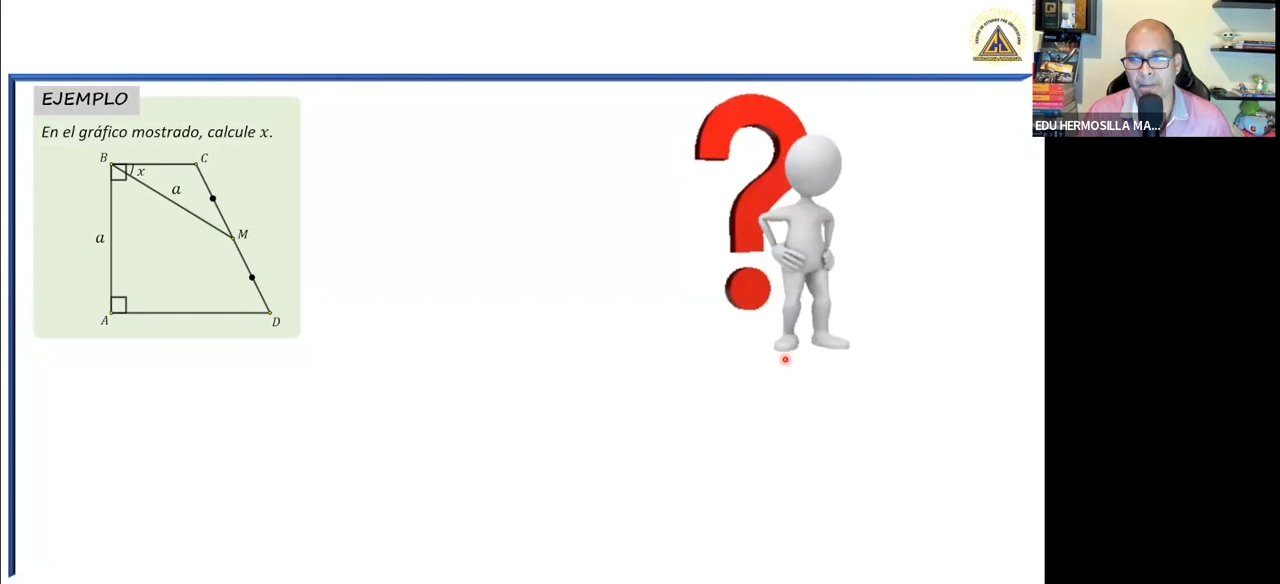 EJEMPLO
En el gráfico mostrado, calcule x.
B
C
x
a
a
M
A
D
EDU HERMOSILLA MA...